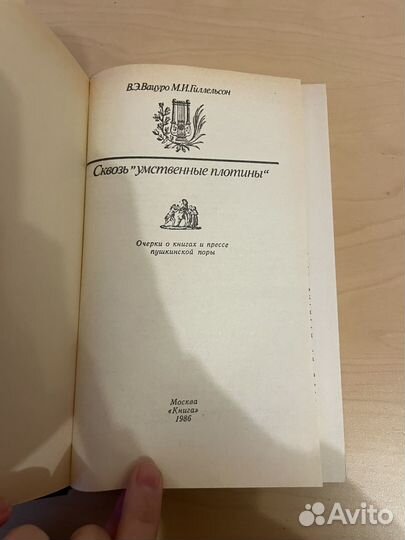 В.Э.Вацуро М.И.Гиллельсон
Сквозь "умственные плотины"
Очерки о книгах и прессе
пушкинской поры
Москва
«Книга»
1986
Avito